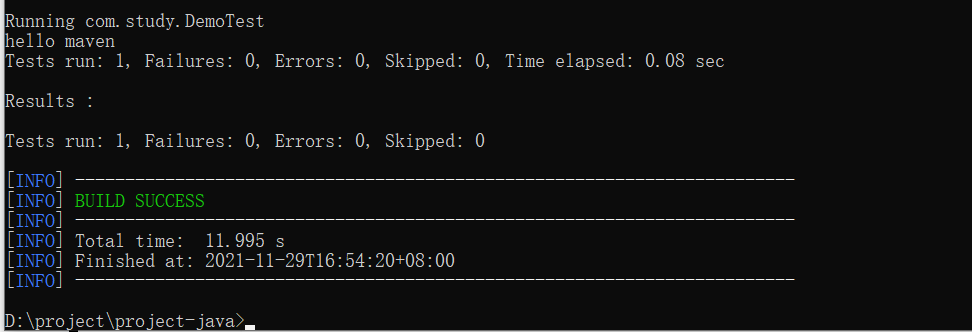 Running com.study.DemoTest
hello maven
Tests run: 1, Failures: 0, Errors: 0, Skipped: 0, Time elapsed: 0.08 sec
Results :
Tests run: 1, Failures: 0, Errors: 0, Skipped: 0
[INFO] ------------------------------------------------------------------------
[INFO] BUILD SUCCESS
[INFO] ------------------------------------------------------------------------
[INFO] Total time:  11.995 s
[INFO] Finished at: 2021-11-29T16:54:20+08:00
[INFO] ------------------------------------------------------------------------
D:\project\project-java>